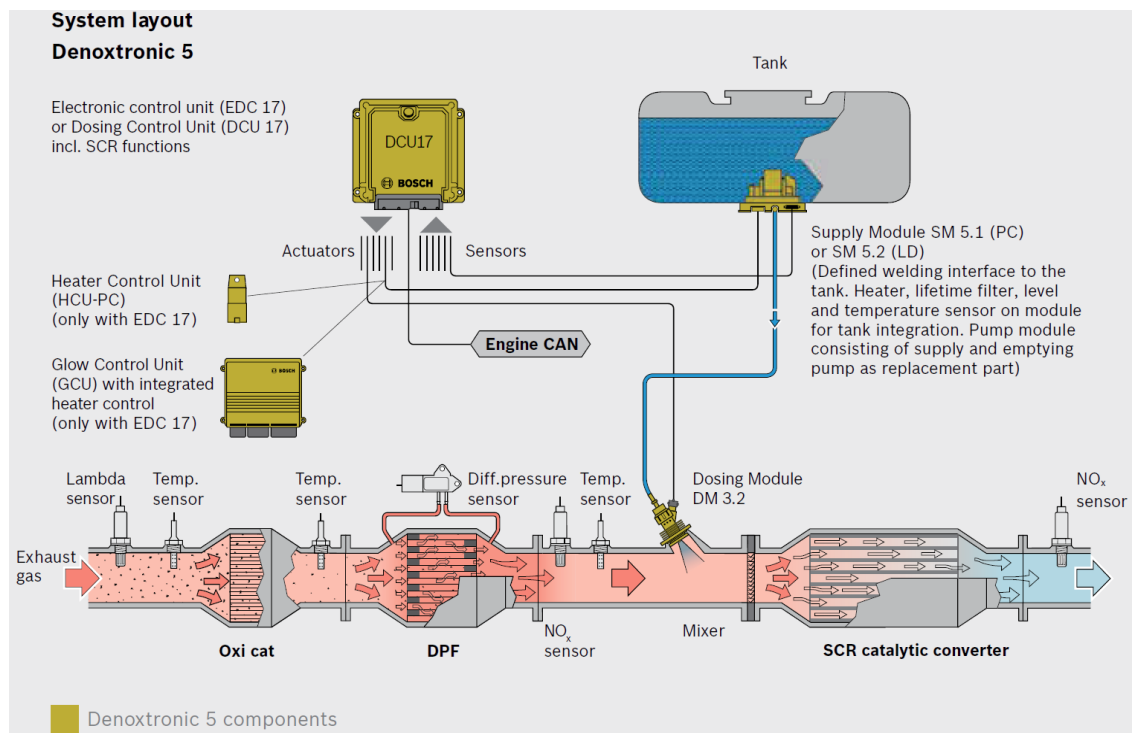 System layout
Denoxtronic 5
Tank
Electronic control unit (EDC 17)
or Dosing Control Unit (DCU 17)
incl. SCR functions
DCU17
BOSCH
Actuators
Sensors
Supply Module SM 5.1 (PC)
or SM 5.2 (LD)
(Defined welding interface to the
tank. Heater, lifetime filter, level
and temperature sensor on module
for tank integration. Pump module
consisting of supply and emptying
pump as replacement part)
Heater Control Unit
(HCU-PC)
(only with EDC 17)
Engine CAN
Glow Control Unit
(GCU) with integrated
heater control
(only with EDC 17)
BOSCH
Lambda
sensor
Temp.
sensor
Temp.
sensor
Diff.pressure
sensor
Temp.
sensor
Dosing Module
DM 3.2
NOₓ
sensor
Exhaust
gas
Oxi cat
DPF
NOₓ
sensor
Mixer
SCR catalytic converter
Denoxtronic 5 components